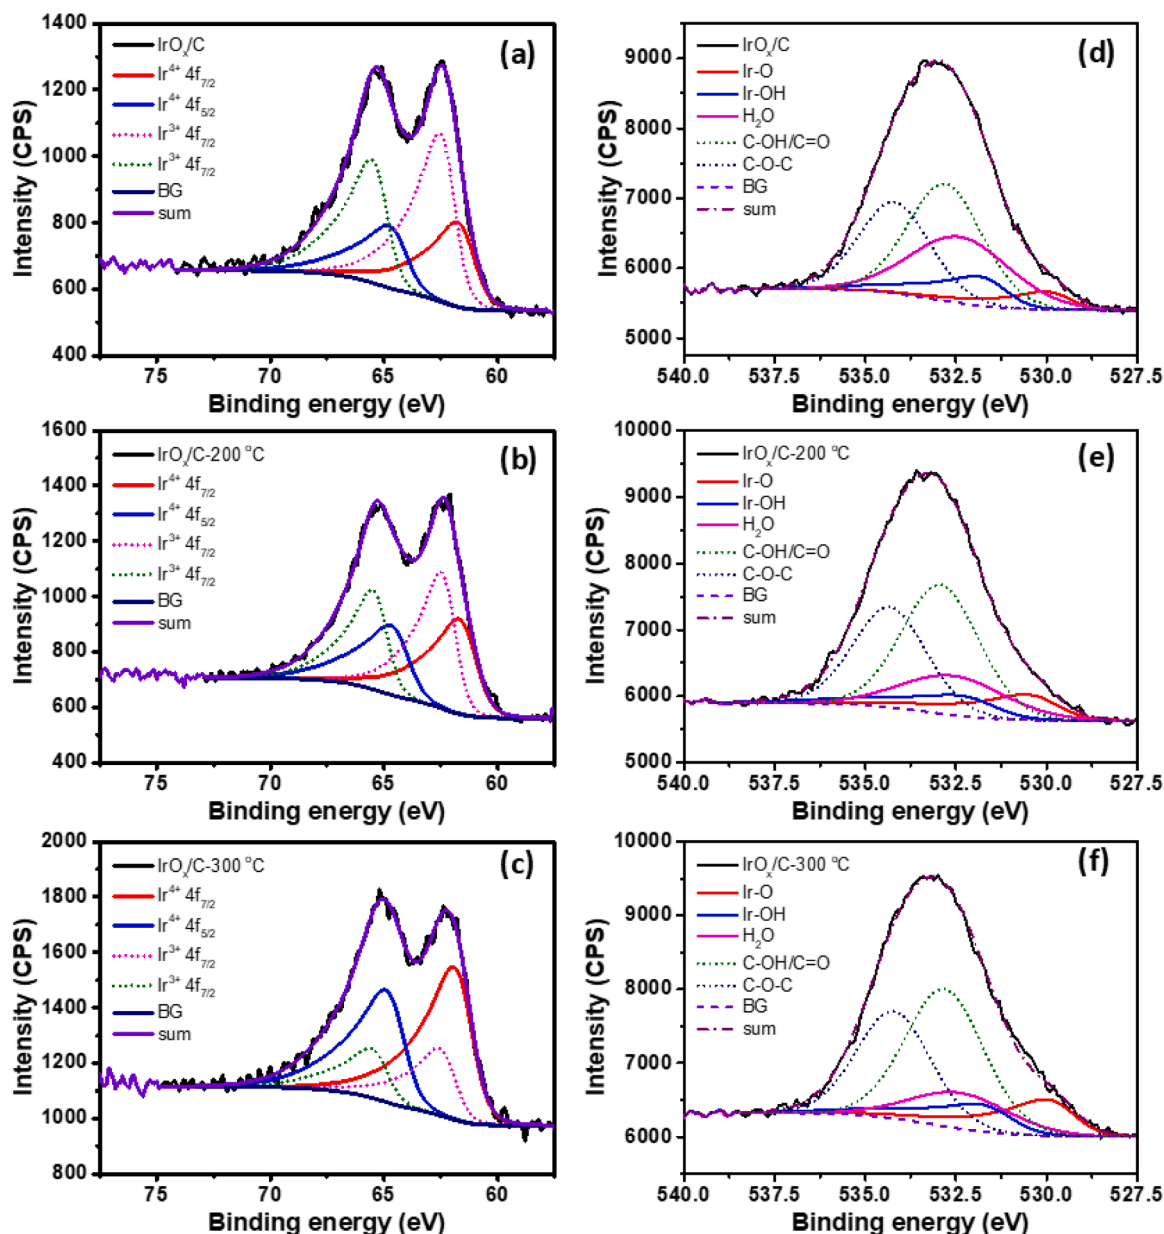 (a)
IrOₓ/C
Ir⁴⁺ 4f₇/₂
Ir⁴⁺ 4f₅/₂
Ir³⁺ 4f₇/₂
Ir³⁺ 4f₇/₂
BG
sum
Intensity (CPS)
1400
1200
1000
800
600
400
75
70
65
60
Binding energy (eV)
(d)
IrOₓ/C
Ir-O
Ir-OH
H₂O
C-OH/C=O
C-O-C
BG
sum
Intensity (CPS)
9000
8000
7000
6000
5000
540.0
537.5
535.0
532.5
530.0
527.5
Binding energy (eV)
(b)
IrOₓ/C-200 °C
Ir⁴⁺ 4f₇/₂
Ir⁴⁺ 4f₅/₂
Ir³⁺ 4f₇/₂
Ir³⁺ 4f₇/₂
BG
sum
Intensity (CPS)
1600
1400
1200
1000
800
600
400
75
70
65
60
Binding energy (eV)
(e)
IrOₓ/C-200 °C
Ir-O
Ir-OH
H₂O
C-OH/C=O
C-O-C
BG
sum
Intensity (CPS)
10000
9000
8000
7000
6000
5000
540.0
537.5
535.0
532.5
530.0
527.5
Binding energy (eV)
(c)
IrOₓ/C-300 °C
Ir⁴⁺ 4f₇/₂
Ir⁴⁺ 4f₅/₂
Ir³⁺ 4f₇/₂
Ir³⁺ 4f₇/₂
BG
sum
Intensity (CPS)
2000
1800
1600
1400
1200
1000
800
75
70
65
60
Binding energy (eV)
(f)
IrOₓ/C-300 °C
Ir-O
Ir-OH
H₂O
C-OH/C=O
C-O-C
BG
sum
Intensity (CPS)
10000
9000
8000
7000
6000
540.0
537.5
535.0
532.5
530.0
527.5
Binding energy (eV)